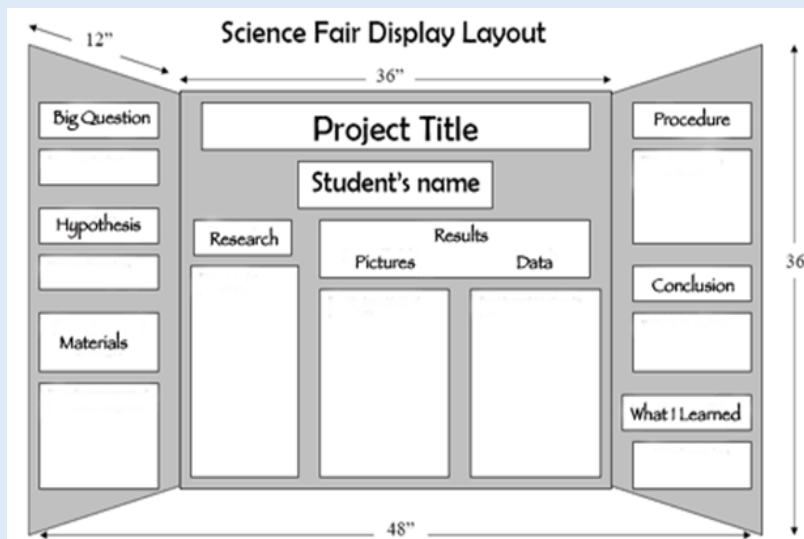 Science Fair Display Layout
12”
36”
Big Question
Hypothesis
Materials
Project Title
Student’s name
Research
Results
Pictures Data
Procedure
Conclusion
What I Learned
36
48”